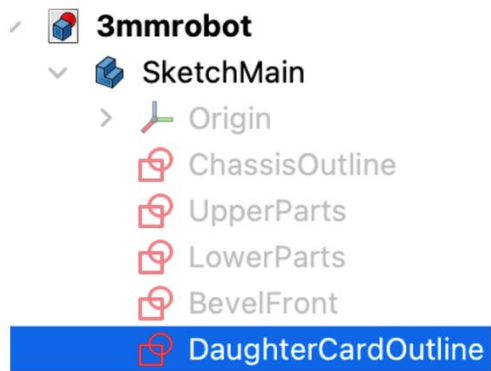 3mmrobot
SketchMain
Origin
ChassisOutline
UpperParts
LowerParts
BevelFront
DaughterCardOutline